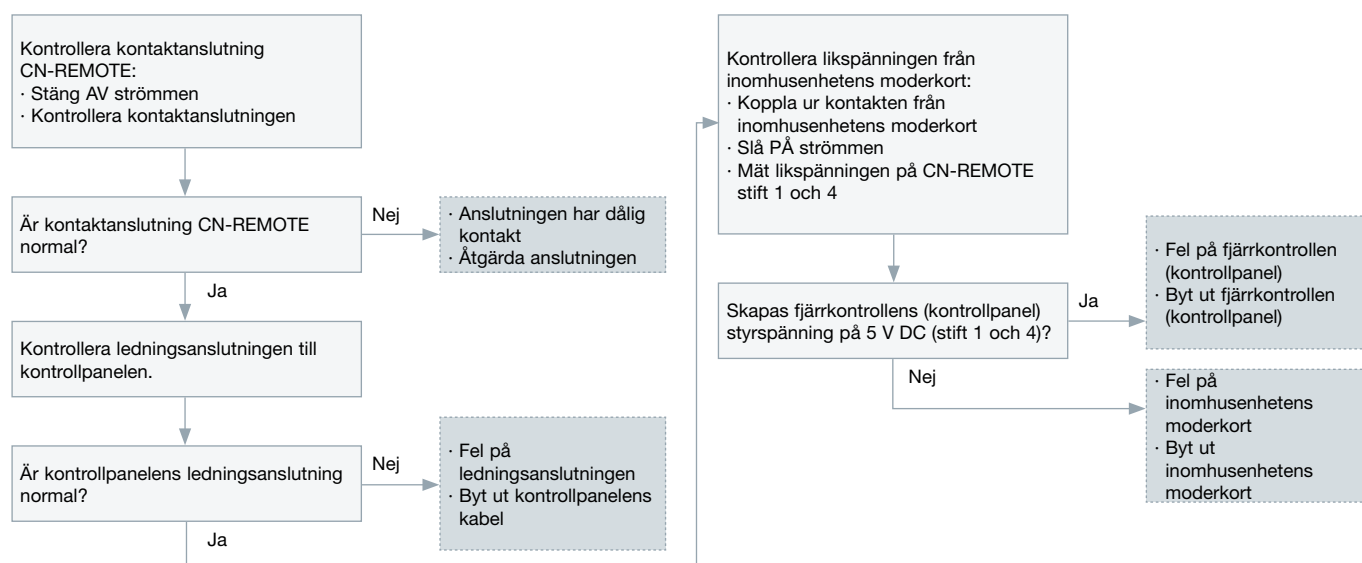 Kontrollera kontaktanslutning
CN-REMOTE:
· Stäng AV strömmen
· Kontrollera kontaktanslutningen
Är kontaktanslutning CN-REMOTE
normal?
Nej
· Anslutningen har dålig
kontakt
· Åtgärda anslutningen
Ja
Kontrollera ledningsanslutningen till
kontrollpanelen.
Är kontrollpanelens ledningsanslutning
normal?
Nej
· Fel på
ledningsanslutningen
· Byt ut kontrollpanelens
kabel
Ja
Kontrollera likspänningen från
inomhusenhetens moderkort:
· Koppla ur kontakten från
inomhusenhetens moderkort
· Slå PÅ strömmen
· Mät likspänningen på CN-REMOTE
stift 1 och 4
Skapas fjärrkontrollens (kontrollpanel)
styrspänning på 5 V DC (stift 1 och 4)?
Ja
· Fel på fjärrkontrollen
(kontrollpanel)
· Byt ut fjärrkontrollen
(kontrollpanel)
Nej
· Fel på
inomhusenhetens
moderkort
· Byt ut
inomhusenhetens
moderkort